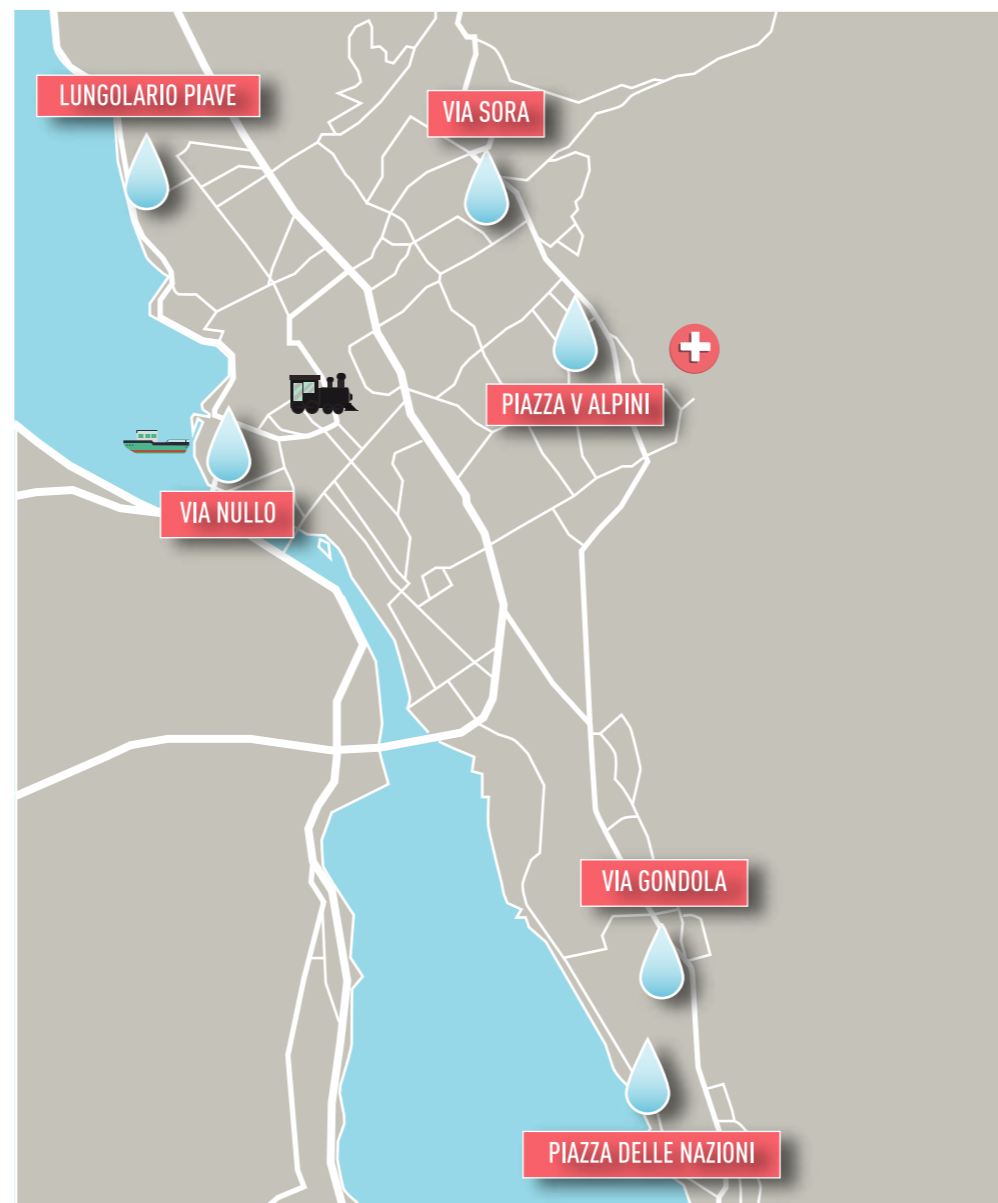 LUNGOLARIO PIAVE
VIA SORA
PIAZZA V ALPINI
VIA NULLO
VIA GONDOLA
PIAZZA DELLE NAZIONI